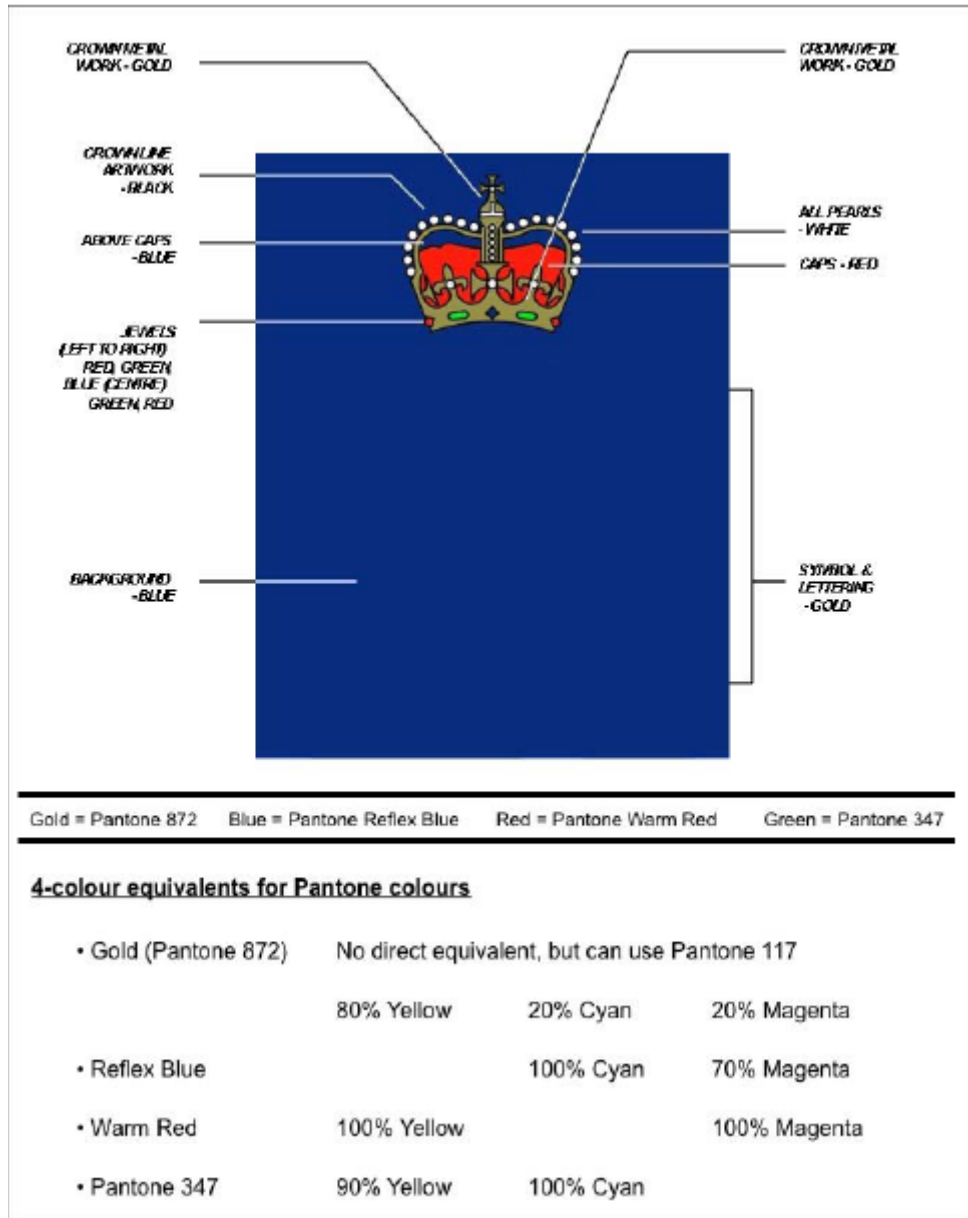 CROWN METAL
WORK - GOLD
CROWN METAL
WORK - GOLD
CROWN LINE
ARTWORK
- BLACK
ABOVE CAPS
- BLUE
ALL PEARLS
- WHITE
CAPS - RED
JEWELS
(LEFT TO RIGHT)
RED, GREEN,
BLUE (CENTRE)
GREEN, RED
BACKGROUND
- BLUE
SYMBOL &
LETTERING
- GOLD
Gold = Pantone 872 Blue = Pantone Reflex Blue Red = Pantone Warm Red Green = Pantone 347
4-colour equivalents for Pantone colours
• Gold (Pantone 872) No direct equivalent, but can use Pantone 117
80% Yellow 20% Cyan 20% Magenta
• Reflex Blue 100% Cyan 70% Magenta
• Warm Red 100% Yellow 100% Magenta
• Pantone 347 90% Yellow 100% Cyan